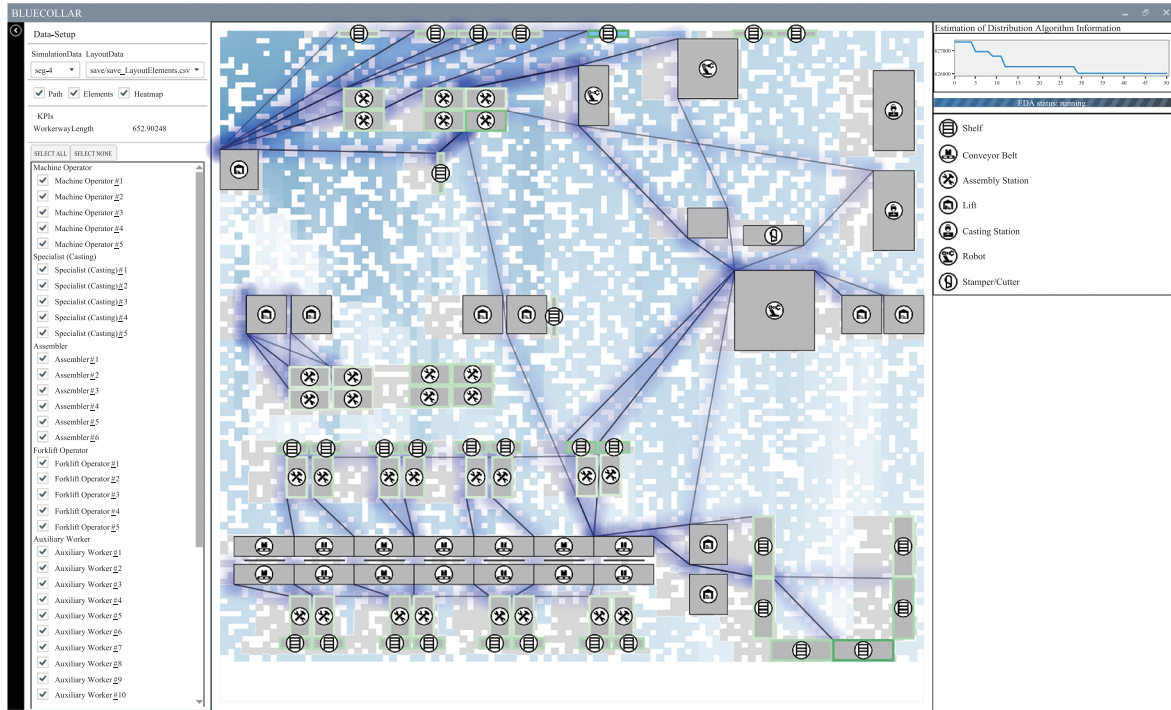 BLUECOLLAR
Data-Setup
SimulationData LayoutData
seg-4 save/save_LayoutElements.csv
Path Elements Heatmap
KPIs
WorkerwayLength 652.90248
SELECT ALL SELECT NONE
Machine Operator
Machine Operator #1
Machine Operator #2
Machine Operator #3
Machine Operator #4
Machine Operator #5
Specialist (Casting)
Specialist (Casting) #1
Specialist (Casting) #2
Specialist (Casting) #3
Specialist (Casting) #4
Specialist (Casting) #5
Assembler
Assembler #1
Assembler #2
Assembler #3
Assembler #4
Assembler #5
Assembler #6
Forklift Operator
Forklift Operator #1
Forklift Operator #2
Forklift Operator #3
Forklift Operator #4
Forklift Operator #5
Auxiliary Worker
Auxiliary Worker #1
Auxiliary Worker #2
Auxiliary Worker #3
Auxiliary Worker #4
Auxiliary Worker #5
Auxiliary Worker #6
Auxiliary Worker #7
Auxiliary Worker #8
Auxiliary Worker #9
Auxiliary Worker #10
Estimation of Distribution Algorithm Information
627000
626000
0 5 10 15 20 25 30 35 40 45 50
EDA status: running
Shelf
Conveyor Belt
Assembly Station
Lift
Casting Station
Robot
Stamper/Cutter